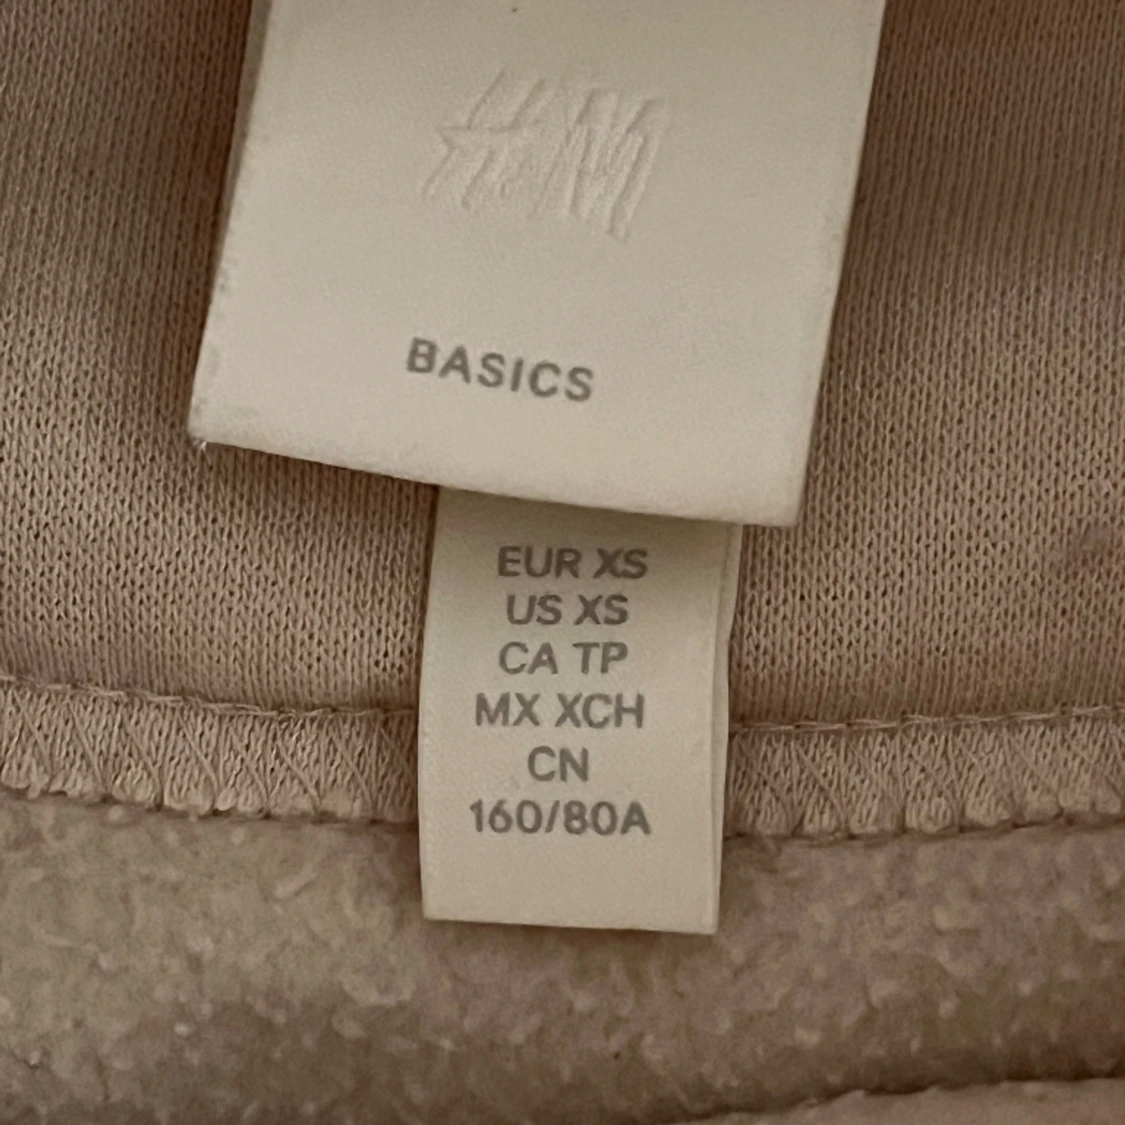 H&M
BASICS
EUR XS
US XS
CA TP
MX XCH
CN
160/80A